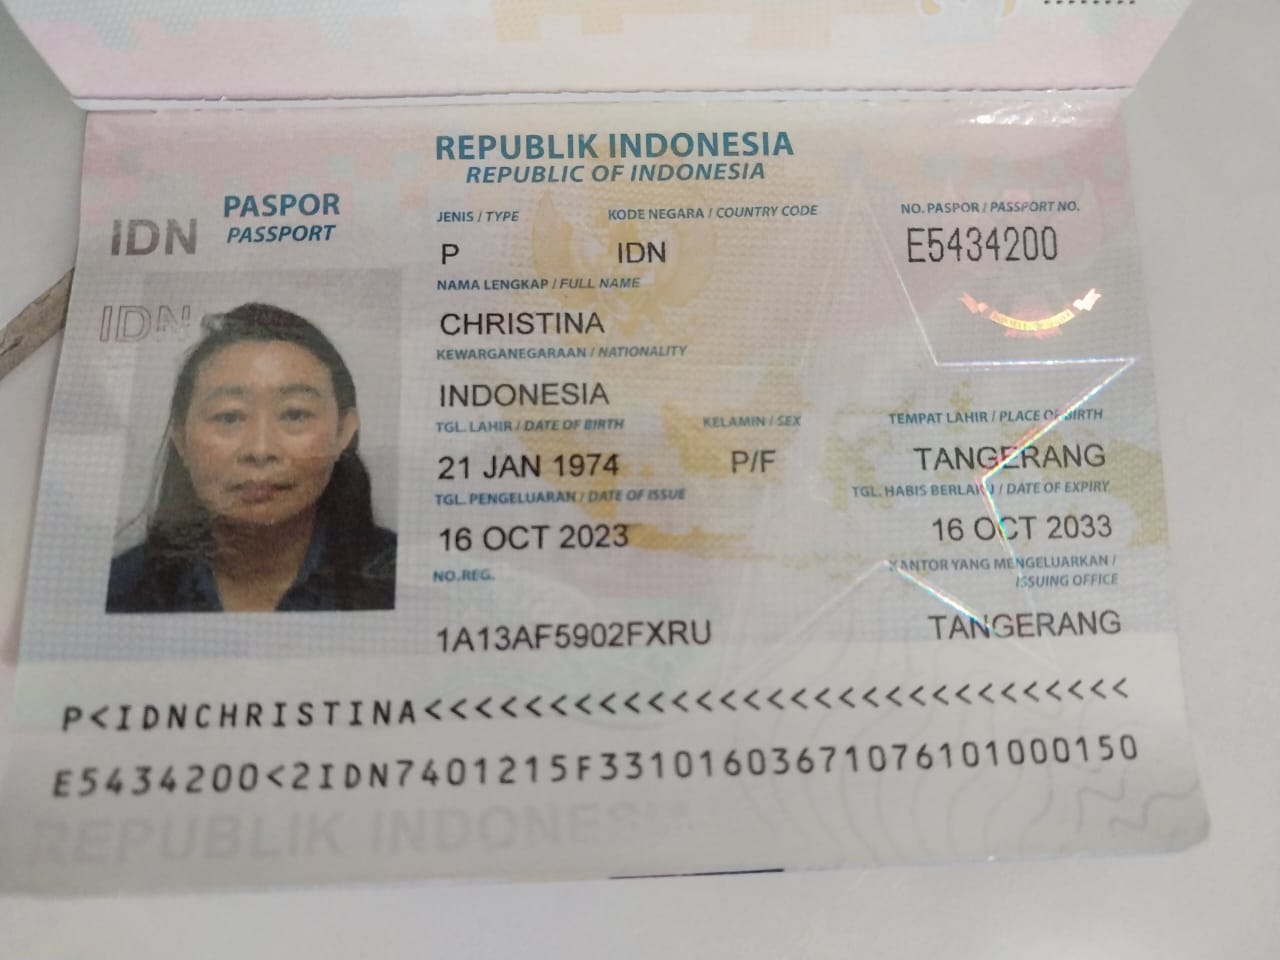 REPUBLIK INDONESIA
REPUBLIC OF INDONESIA
PASPOR
PASSPORT
IDN
IDN
JENIS / TYPE KODE NEGARA / COUNTRY CODE NO. PASPOR / PASSPORT NO.
P IDN E5434200
NAMA LENGKAP / FULL NAME
CHRISTINA
KEWARGANEGARAAN / NATIONALITY
INDONESIA
TGL. LAHIR / DATE OF BIRTH KELAMIN / SEX TEMPAT LAHIR / PLACE OF BIRTH
21 JAN 1974 P/F TANGERANG
TGL. PENGELUARAN / DATE OF ISSUE TGL. HABIS BERLAKU / DATE OF EXPIRY
16 OCT 2023 16 OCT 2033
NO. REG. KANTOR YANG MENGELUARKAN /
ISSUING OFFICE
1A13AF5902FXRU TANGERANG
P<IDNCHRISTINA<<<<<<<<<<<<<<<<<<<<<<<<<<<<<<
E5434200<2IDN7401215F33101603671076101000150
REPUBLIK INDONESIA